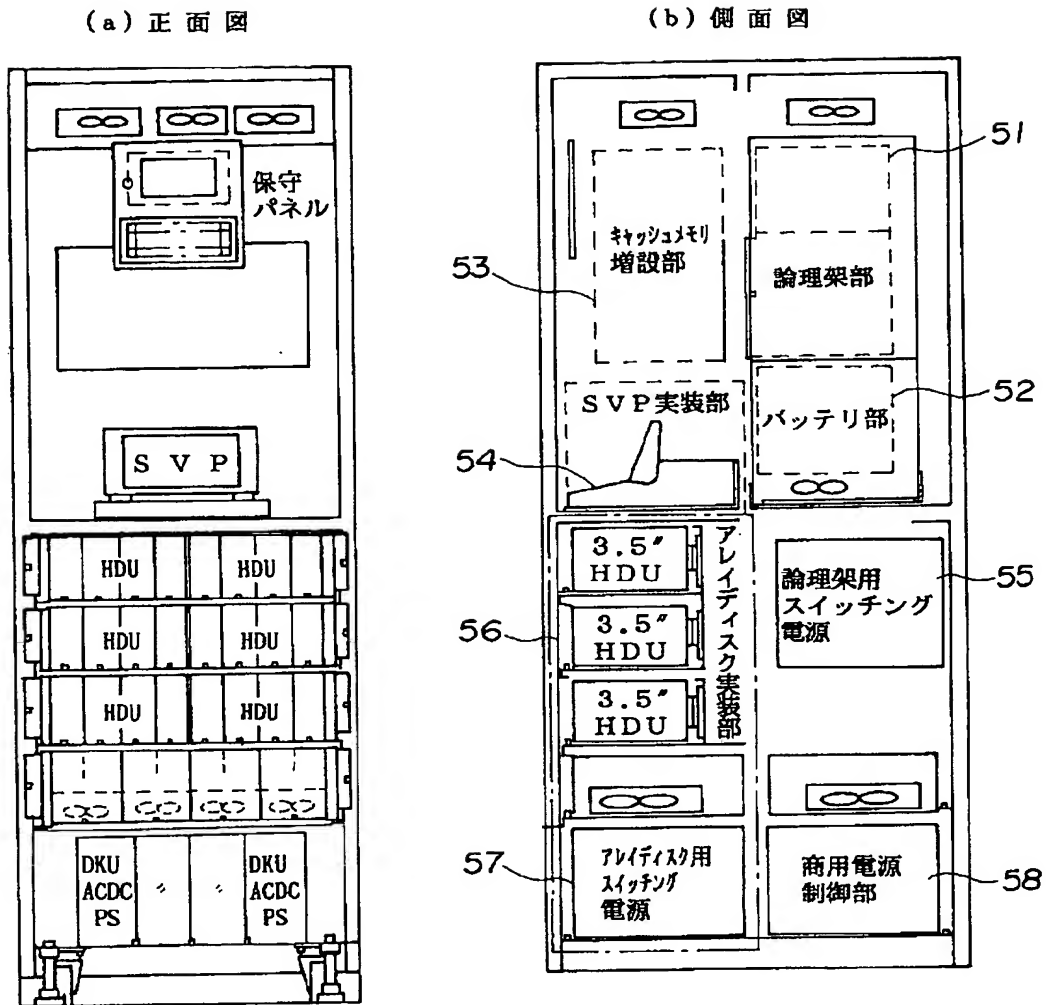 (a) 正面図
保守
パネル
SVP
HDU HDU
HDU HDU
HDU HDU
DKU
ACDC
PS
〃 〃
DKU
ACDC
PS
(b) 側面図
51
キャッシュメモリ
増設部
53
論理架部
52
SVP実装部
バッテリ部
54
3.5″
HDU
3.5″
HDU
3.5″
HDU
アレイディスク実装部
56
論理架用
スイッチング
電源
55
57
アレイディスク用
スイッチング
電源
商用電源
制御部
58